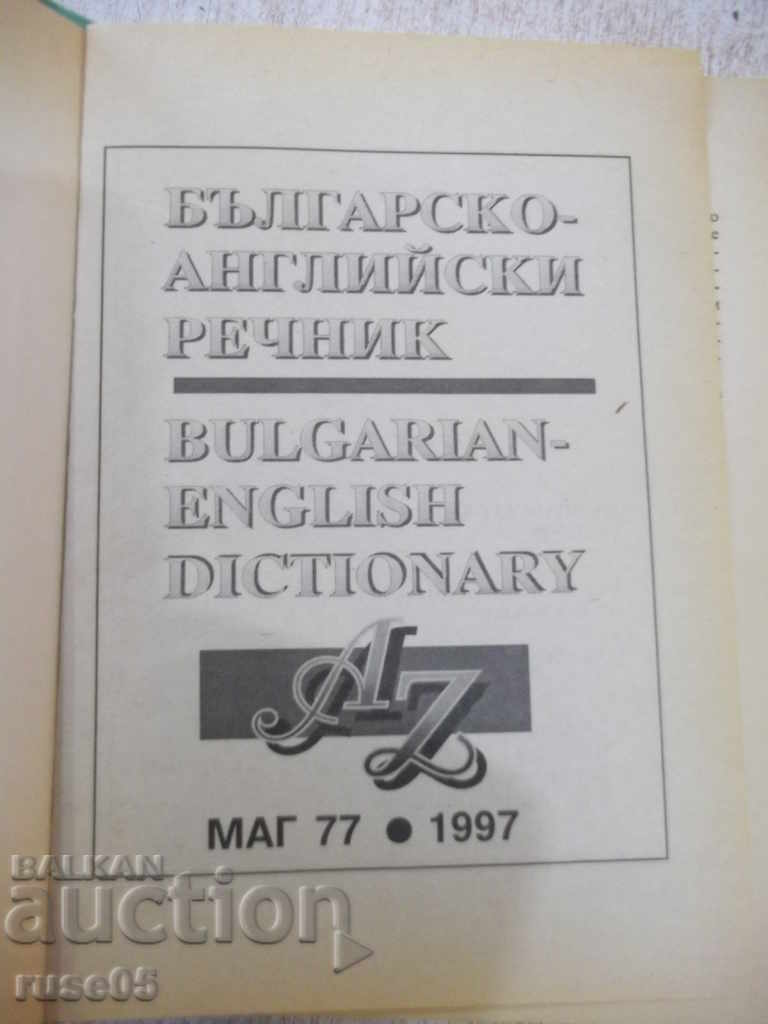 БЪЛГАРСКО-
АНГЛИЙСКИ
РЕЧНИК
BULGARIAN-
ENGLISH
DICTIONARY
AZ
МАГ 77 ● 1997
BALKAN
auction
ruse05